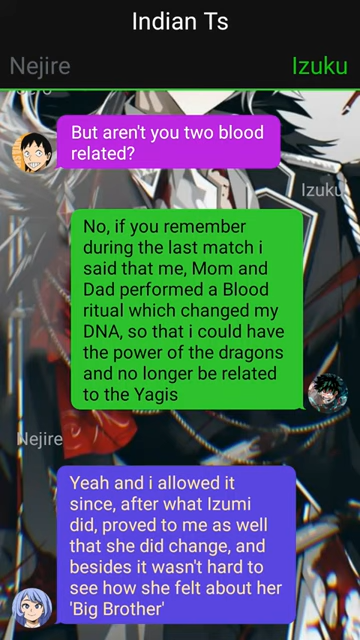 Indian Ts
Nejire
Izuku
But aren't you two blood
related?
Izuku
No, if you remember
during the last match i
said that me, Mom and
Dad performed a Blood
ritual which changed my
DNA, so that i could have
the power of the dragons
and no longer be related
to the Yagis
Nejire
Yeah and i allowed it
since, after what Izumi
did, proved to me as well
that she did change, and
besides it wasn't hard to
see how she felt about her
'Big Brother'